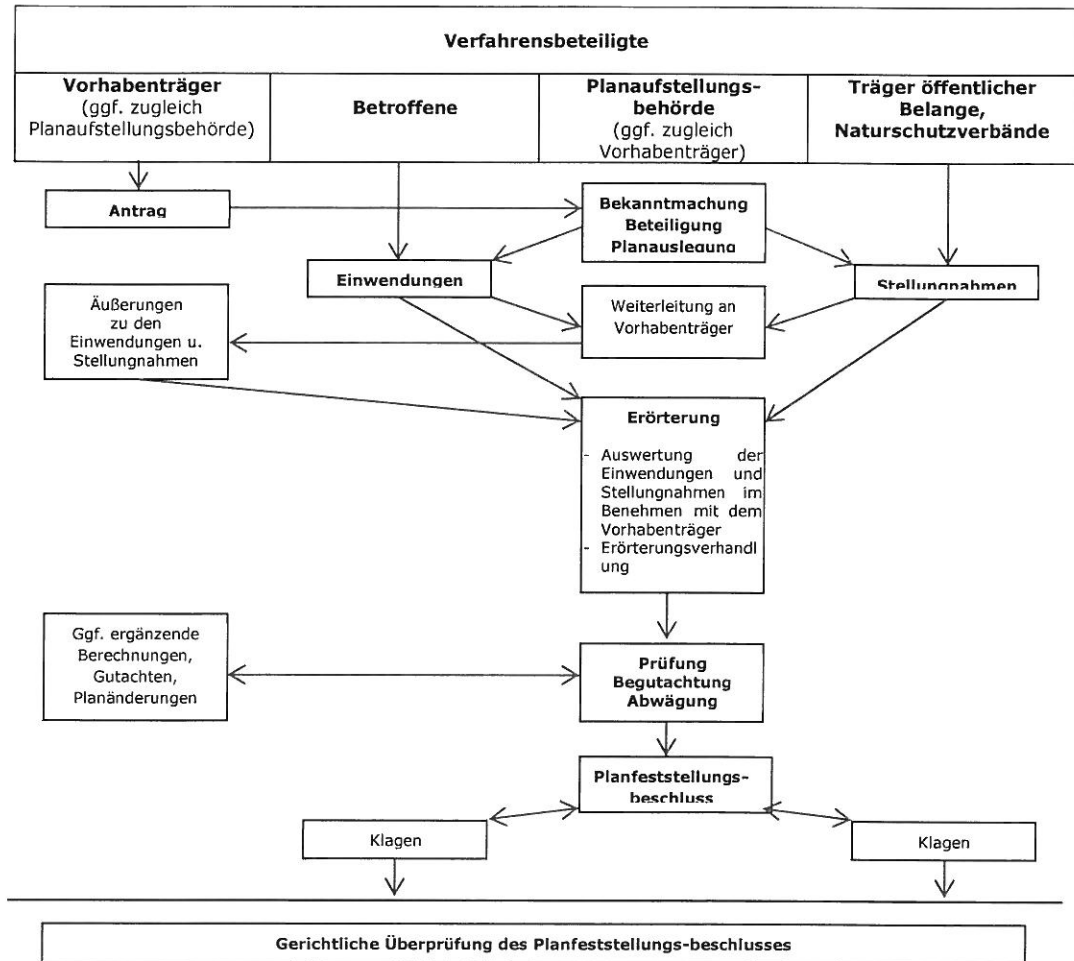 Verfahrensbeteiligte
Vorhabenträger
(ggf. zugleich
Planaufstellungsbehörde)
Betroffene
Planaufstellungs-
behörde
(ggf. zugleich
Vorhabenträger)
Träger öffentlicher
Belange,
Naturschutzverbände
Antrag
Bekanntmachung
Beteiligung
Planauslegung
Einwendungen
Stellungnahmen
Äußerungen
zu den
Einwendungen u.
Stellungnahmen
Weiterleitung an
Vorhabenträger
Erörterung
- Auswertung der
Einwendungen und
Stellungnahmen im
Benehmen mit dem
Vorhabenträger
- Erörterungsverhandl
ung
Ggf. ergänzende
Berechnungen,
Gutachten,
Planänderungen
Prüfung
Begutachtung
Abwägung
Planfeststellungs-
beschluss
Klagen
Klagen
Gerichtliche Überprüfung des Planfeststellungs-beschlusses